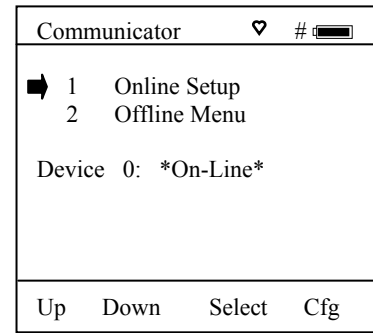 Communicator ♥ #
1 Online Setup
2 Offline Menu
Device 0: *On-Line*
Up Down Select Cfg